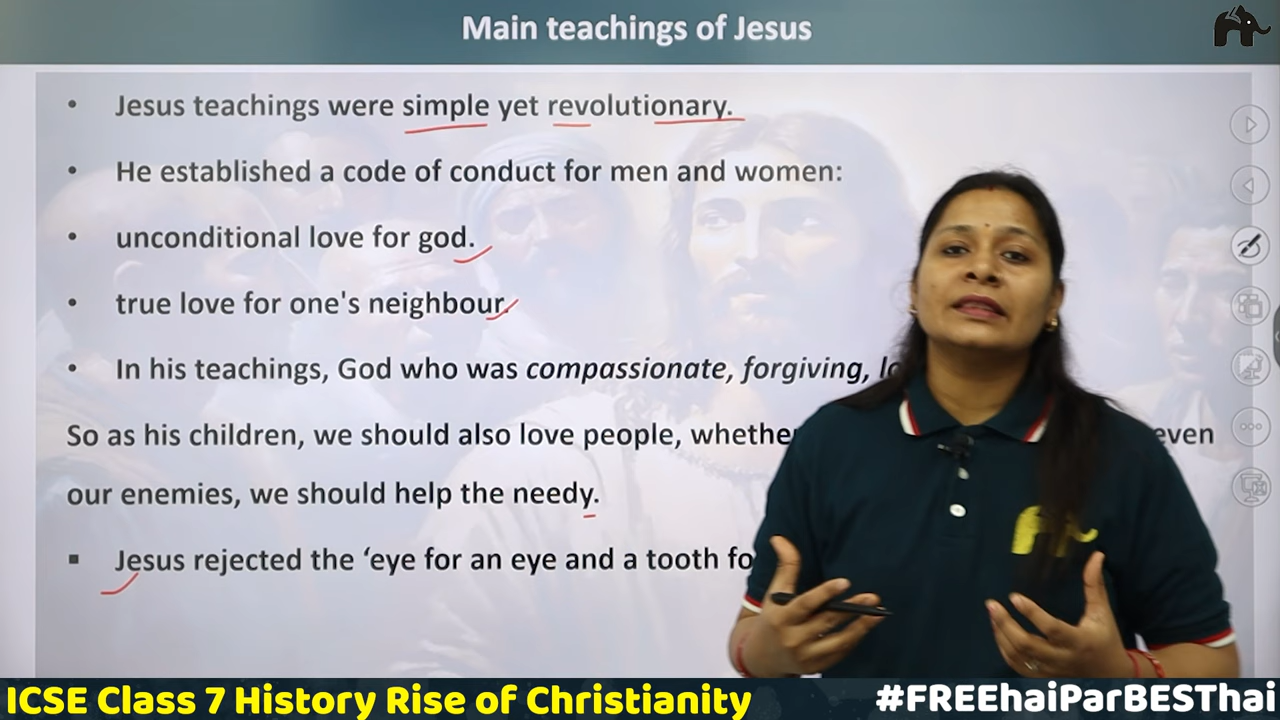 Main teachings of Jesus
• Jesus teachings were simple yet revolutionary.
• He established a code of conduct for men and women:
• unconditional love for god.
• true love for one's neighbour.
• In his teachings, God who was compassionate, forgiving,
So as his children, we should also love people, whether even
our enemies, we should help the needy.
▪ Jesus rejected the ‘eye for an eye and a tooth
ICSE Class 7 History Rise of Christianity
#FREEhaiParBESThai